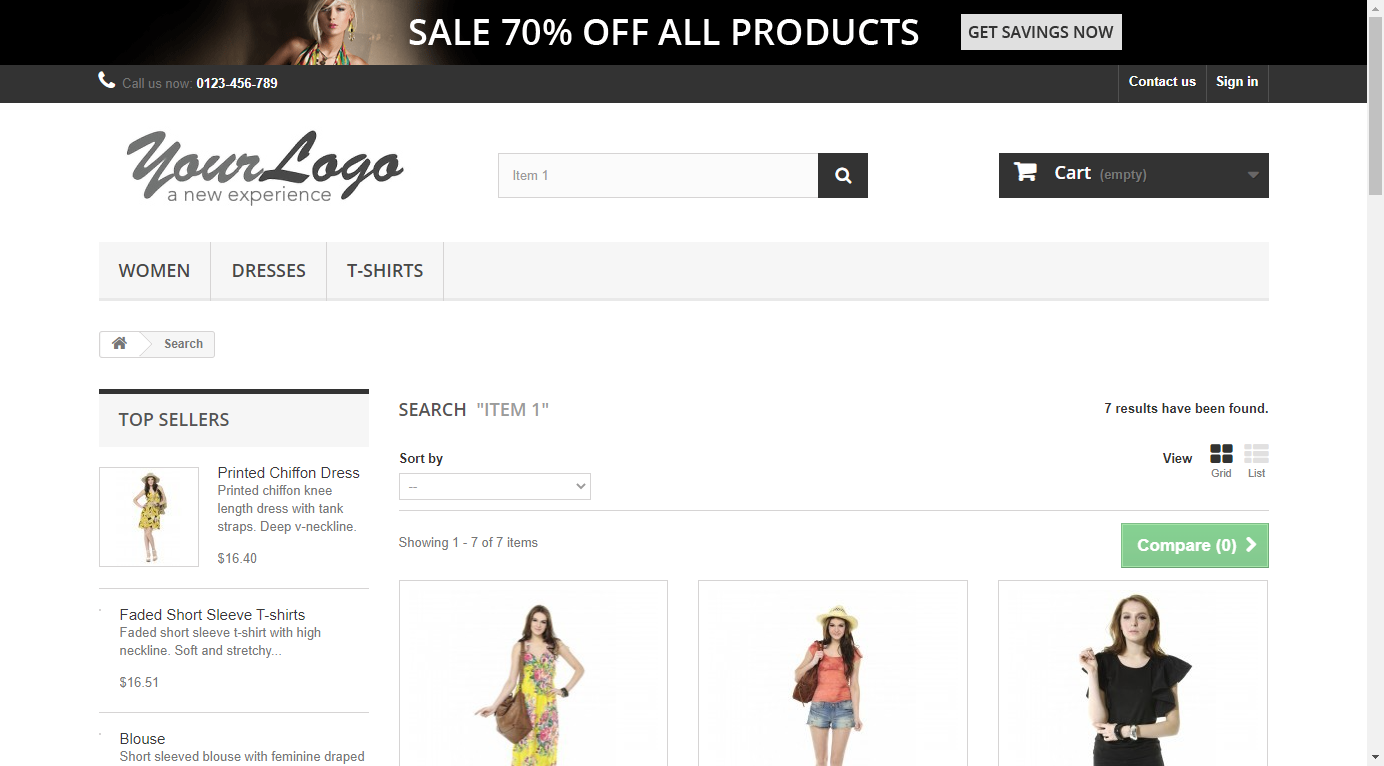 SALE 70% OFF ALL PRODUCTS
GET SAVINGS NOW
Call us now: 0123-456-789
Contact us
Sign in
YourLogo
a new experience
Item 1
Cart (empty)
WOMEN
DRESSES
T-SHIRTS
Search
TOP SELLERS
Printed Chiffon Dress
Printed chiffon knee
length dress with tank
straps. Deep v-neckline.
$16.40
Faded Short Sleeve T-shirts
Faded short sleeve t-shirt with high
neckline. Soft and stretchy...
$16.51
Blouse
Short sleeved blouse with feminine draped
SEARCH "ITEM 1"
7 results have been found.
Sort by
--
View
Grid
List
Showing 1 - 7 of 7 items
Compare (0)